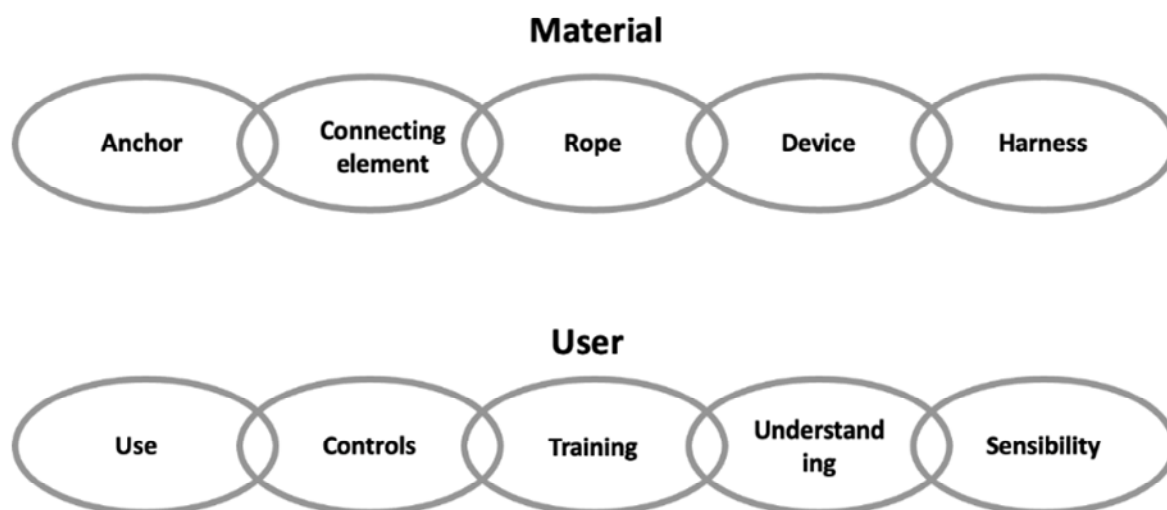 Material
Anchor
Connecting
element
Rope
Device
Harness
User
Use
Controls
Training
Understand
ing
Sensibility